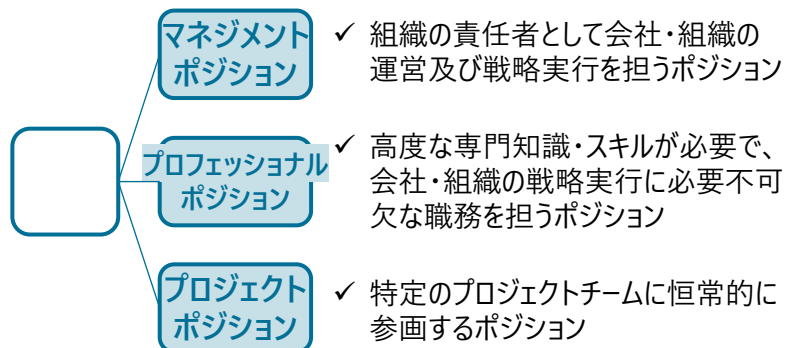 マネジメント
ポジション
✓ 組織の責任者として会社・組織の
運営及び戦略実行を担うポジション
プロフェッショナル
ポジション
✓ 高度な専門知識・スキルが必要で、
会社・組織の戦略実行に必要不可
欠な職務を担うポジション
プロジェクト
ポジション
✓ 特定のプロジェクトチームに恒常的に
参画するポジション